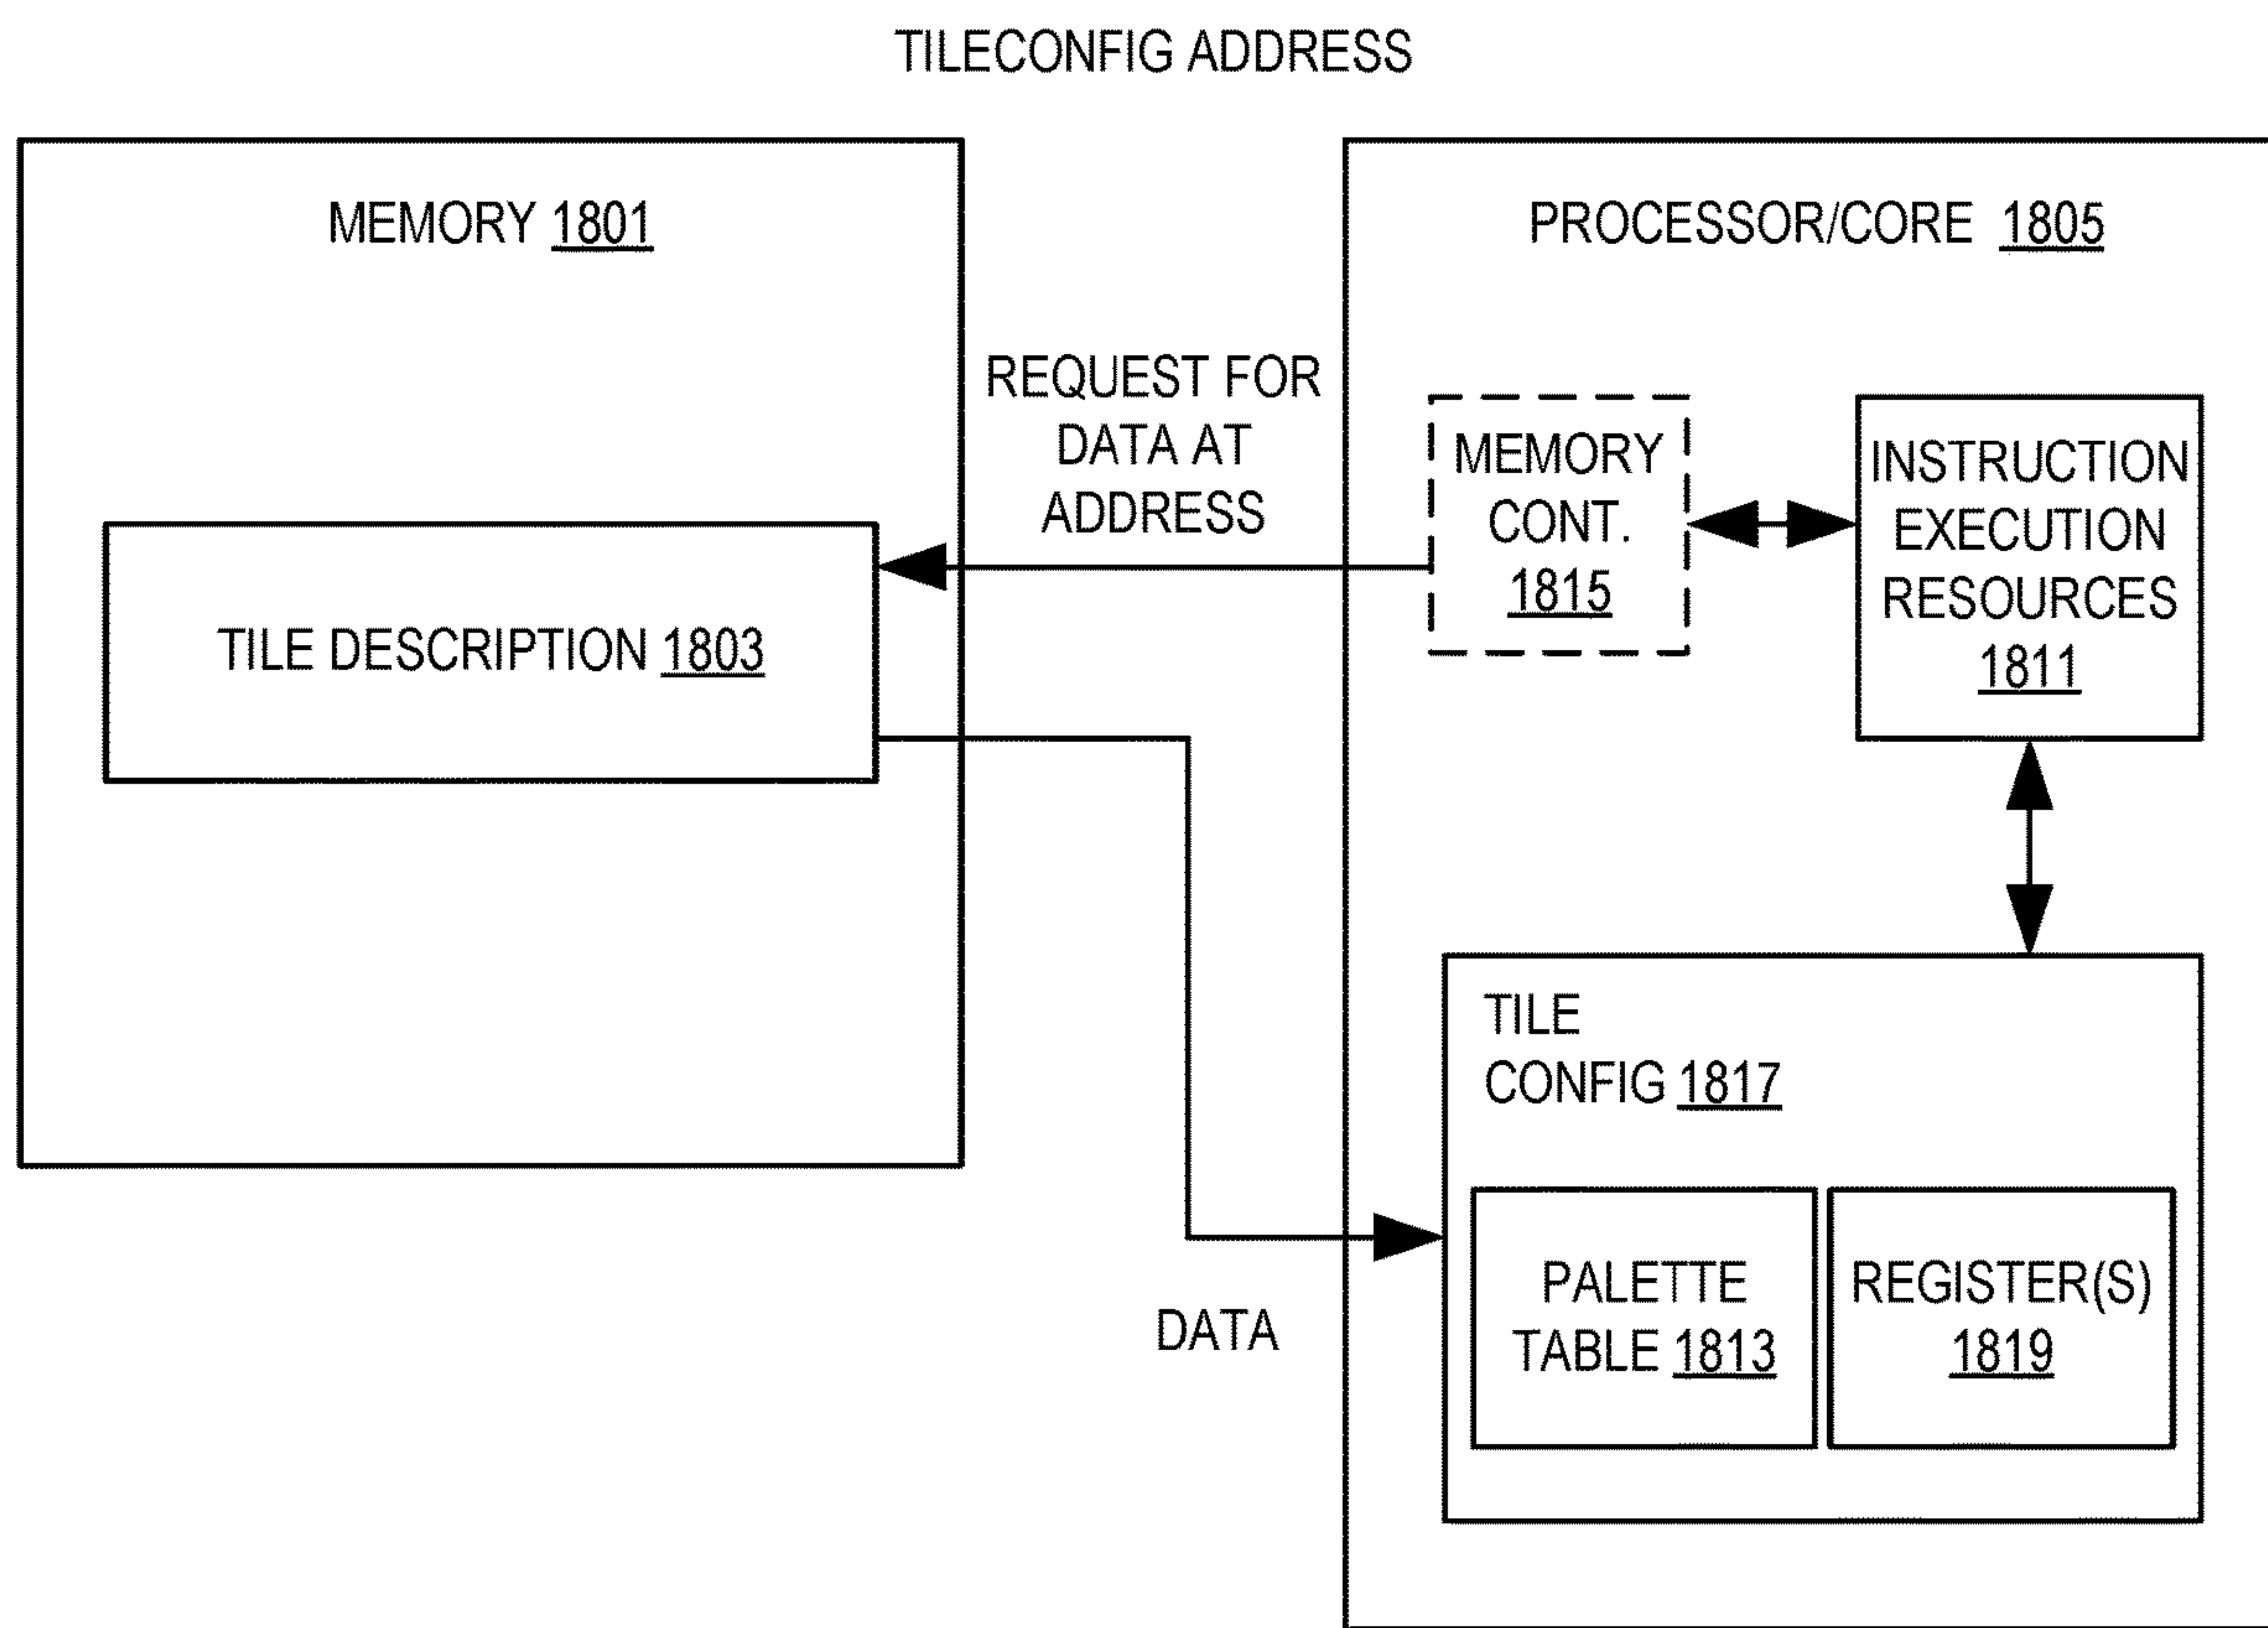 TILECONFIG ADDRESS
MEMORY 1801
TILE DESCRIPTION 1803
REQUEST FOR
DATA AT
ADDRESS
DATA
PROCESSOR/CORE 1805
MEMORY
CONT.
1815
INSTRUCTION
EXECUTION
RESOURCES
1811
TILE
CONFIG 1817
PALETTE
TABLE 1813
REGISTER(S)
1819